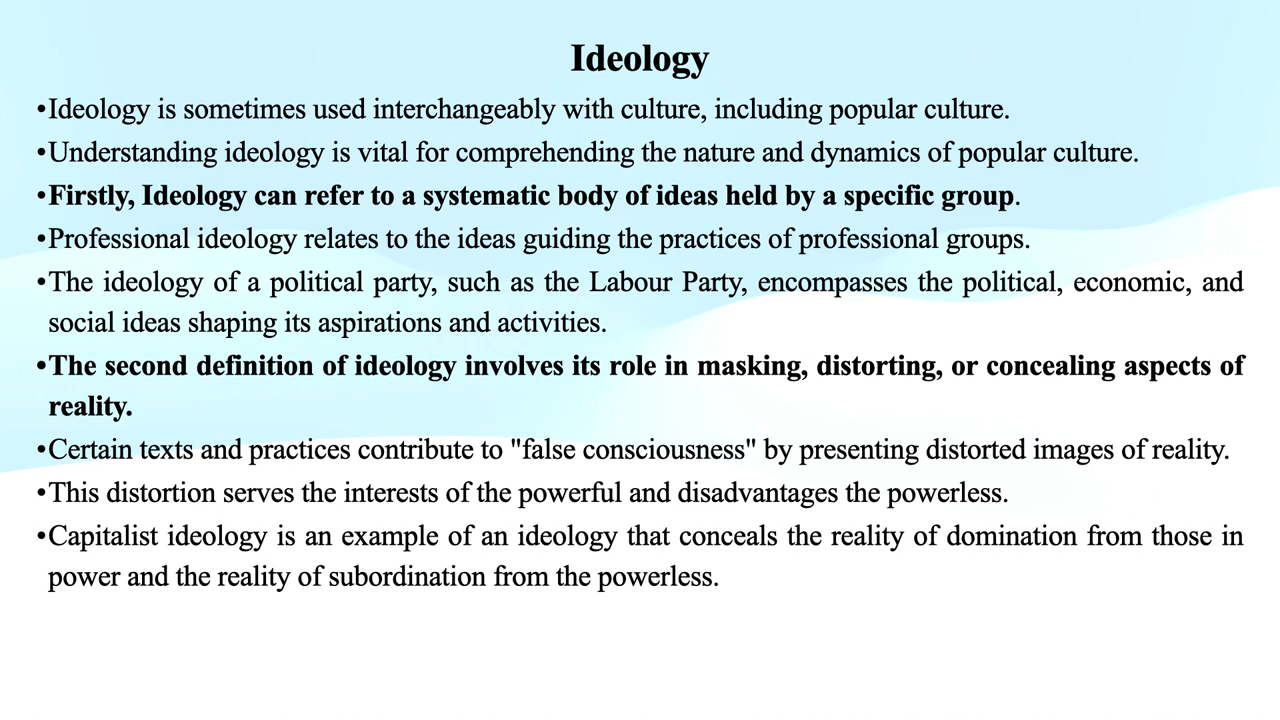 Ideology
•Ideology is sometimes used interchangeably with culture, including popular culture.
•Understanding ideology is vital for comprehending the nature and dynamics of popular culture.
•Firstly, Ideology can refer to a systematic body of ideas held by a specific group.
•Professional ideology relates to the ideas guiding the practices of professional groups.
•The ideology of a political party, such as the Labour Party, encompasses the political, economic, and
social ideas shaping its aspirations and activities.
•The second definition of ideology involves its role in masking, distorting, or concealing aspects of
reality.
•Certain texts and practices contribute to "false consciousness" by presenting distorted images of reality.
•This distortion serves the interests of the powerful and disadvantages the powerless.
•Capitalist ideology is an example of an ideology that conceals the reality of domination from those in
power and the reality of subordination from the powerless.